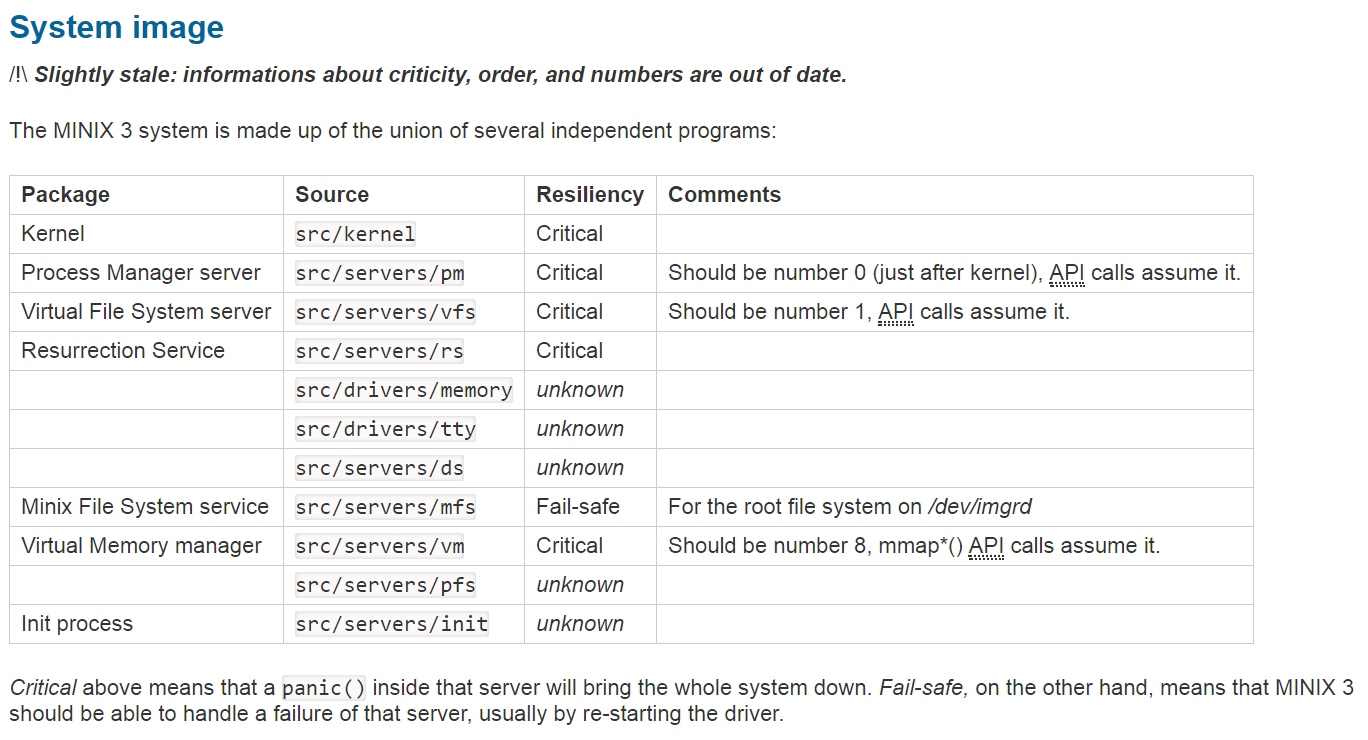 System image
/!\ Slightly stale: informations about criticity, order, and numbers are out of date.
The MINIX 3 system is made up of the union of several independent programs:
Package Source Resiliency Comments
Kernel src/kernel Critical
Process Manager server src/servers/pm Critical Should be number 0 (just after kernel), API calls assume it.
Virtual File System server src/servers/vfs Critical Should be number 1, API calls assume it.
Resurrection Service src/servers/rs Critical
src/drivers/memory unknown
src/drivers/tty unknown
src/servers/ds unknown
Minix File System service src/servers/mfs Fail-safe For the root file system on /dev/imgrd
Virtual Memory manager src/servers/vm Critical Should be number 8, mmap*() API calls assume it.
src/servers/pfs unknown
Init process src/servers/init unknown
Critical above means that a panic() inside that server will bring the whole system down. Fail-safe, on the other hand, means that MINIX 3
should be able to handle a failure of that server, usually by re-starting the driver.